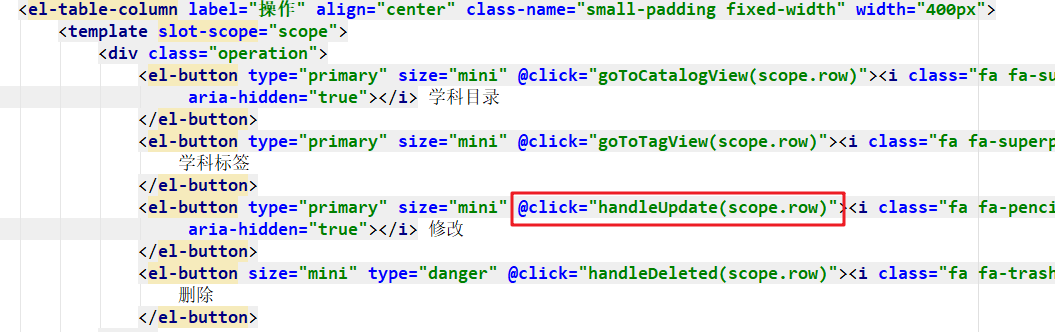 <el-table-column label="操作" align="center" class-name="small-padding fixed-width" width="400px">
<template slot-scope="scope">
<div class="operation">
<el-button type="primary" size="mini" @click="goToCatalogView(scope.row)"><i class="fa fa-su
aria-hidden="true"></i> 学科目录
</el-button>
<el-button type="primary" size="mini" @click="goToTagView(scope.row)"><i class="fa fa-superp
学科标签
</el-button>
<el-button type="primary" size="mini" @click="handleUpdate(scope.row)"><i class="fa fa-penci
aria-hidden="true"></i> 修改
</el-button>
<el-button size="mini" type="danger" @click="handleDeleted(scope.row)"><i class="fa fa-trash
删除
</el-button>